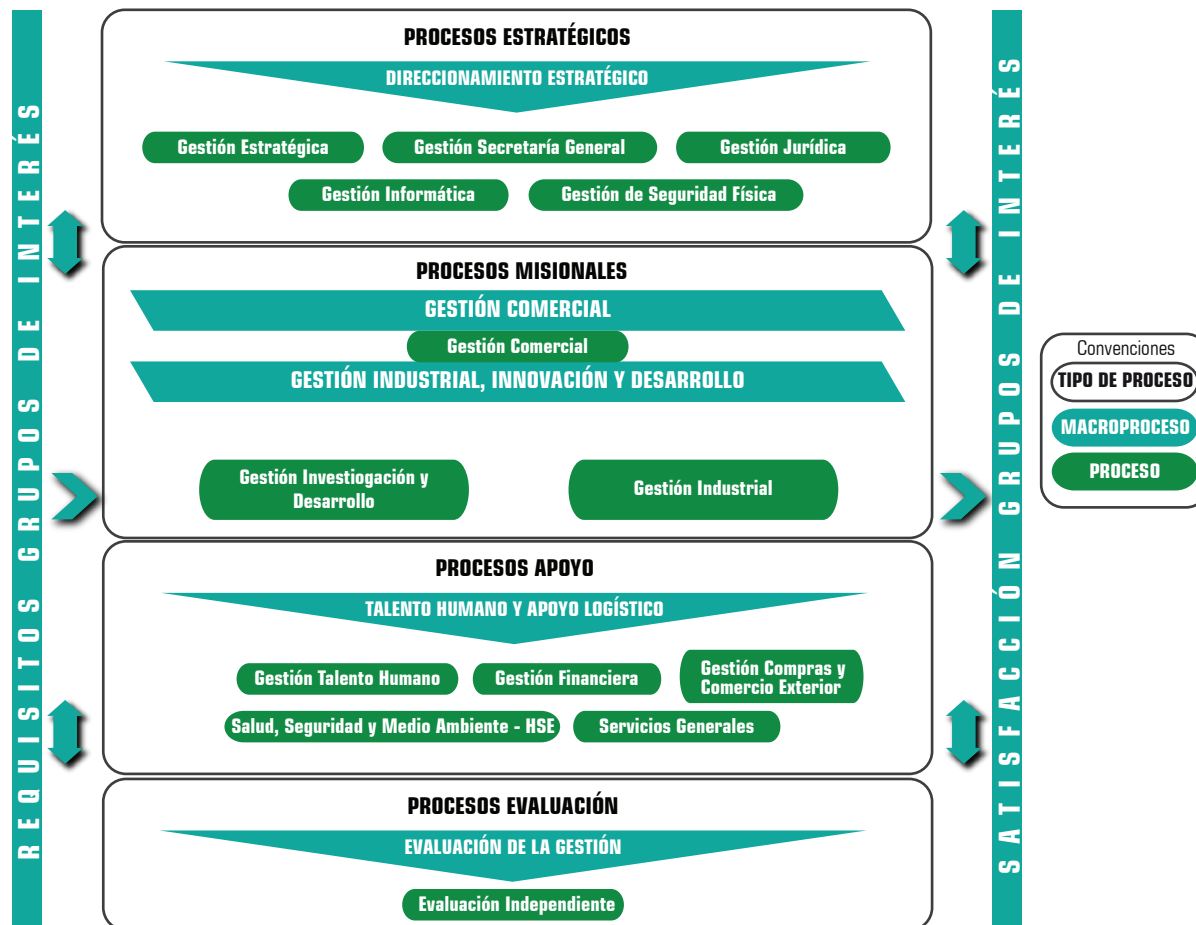 REQUISITOS GRUPOS DE INTERÉS
PROCESOS ESTRATÉGICOS
DIRECCIONAMIENTO ESTRATÉGICO
Gestión Estratégica
Gestión Secretaría General
Gestión Jurídica
Gestión Informática
Gestión de Seguridad Física
PROCESOS MISIONALES
GESTIÓN COMERCIAL
Gestión Comercial
GESTIÓN INDUSTRIAL, INNOVACIÓN Y DESARROLLO
Gestión Investiogación y
Desarrollo
Gestión Industrial
PROCESOS APOYO
TALENTO HUMANO Y APOYO LOGÍSTICO
Gestión Talento Humano
Gestión Financiera
Gestión Compras y
Comercio Exterior
Salud, Seguridad y Medio Ambiente - HSE
Servicios Generales
PROCESOS EVALUACIÓN
EVALUACIÓN DE LA GESTIÓN
Evaluación Independiente
SATISFACCIÓN GRUPOS DE INTERÉS
Convenciones
TIPO DE PROCESO
MACROPROCESO
PROCESO